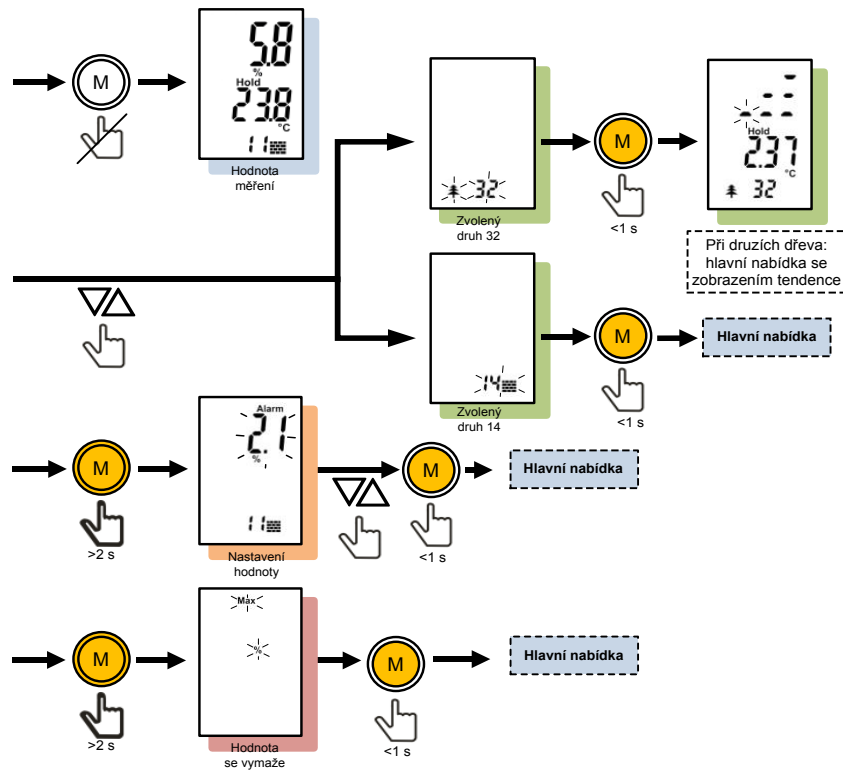 M
5.8
%
Hold
23.8
°C
11
Hodnota
měření
32
Zvolený
druh 32
M
<1 s
Hold
2.37
°C
32
Při druzích dřeva:
hlavní nabídka se
zobrazením tendence
14
Zvolený
druh 14
M
<1 s
Hlavní nabídka
M
>2 s
Alarm
2.1
%
11
Nastavení
hodnoty
M
<1 s
Hlavní nabídka
M
>2 s
Max
%
Hodnota
se vymaže
M
<1 s
Hlavní nabídka